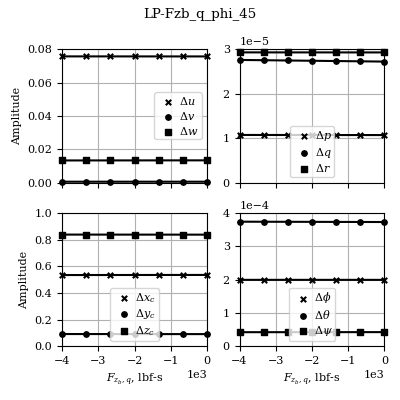 LP-Fzb_q_phi_45
0.08
0.06
0.04
0.02
0.00
Amplitude
Δu
Δv
Δw
1e−5
3
2
1
0
Δp
Δq
Δr
1.0
0.8
0.6
0.4
0.2
0.0
Amplitude
Δx_c
Δy_c
Δz_c
−4 −3 −2 −1 0
1e3
F_{z_b,q}, lbf-s
1e−4
4
3
2
1
0
Δϕ
Δθ
Δψ
−4 −3 −2 −1 0
1e3
F_{z_b,q}, lbf-s